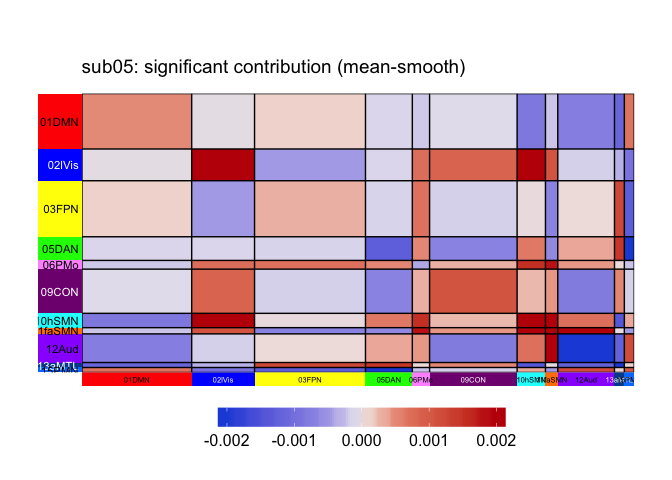 sub05: significant contribution (mean-smooth)
01DMN
02lVis
03FPN
05DAN
06PMo
09CON
10hSMN
12Aud
13aMTL
01DMN 02lVis 03FPN 05DAN 06PMo 09CON 10hSMN 12Aud
-0.002 -0.001 0.000 0.001 0.002